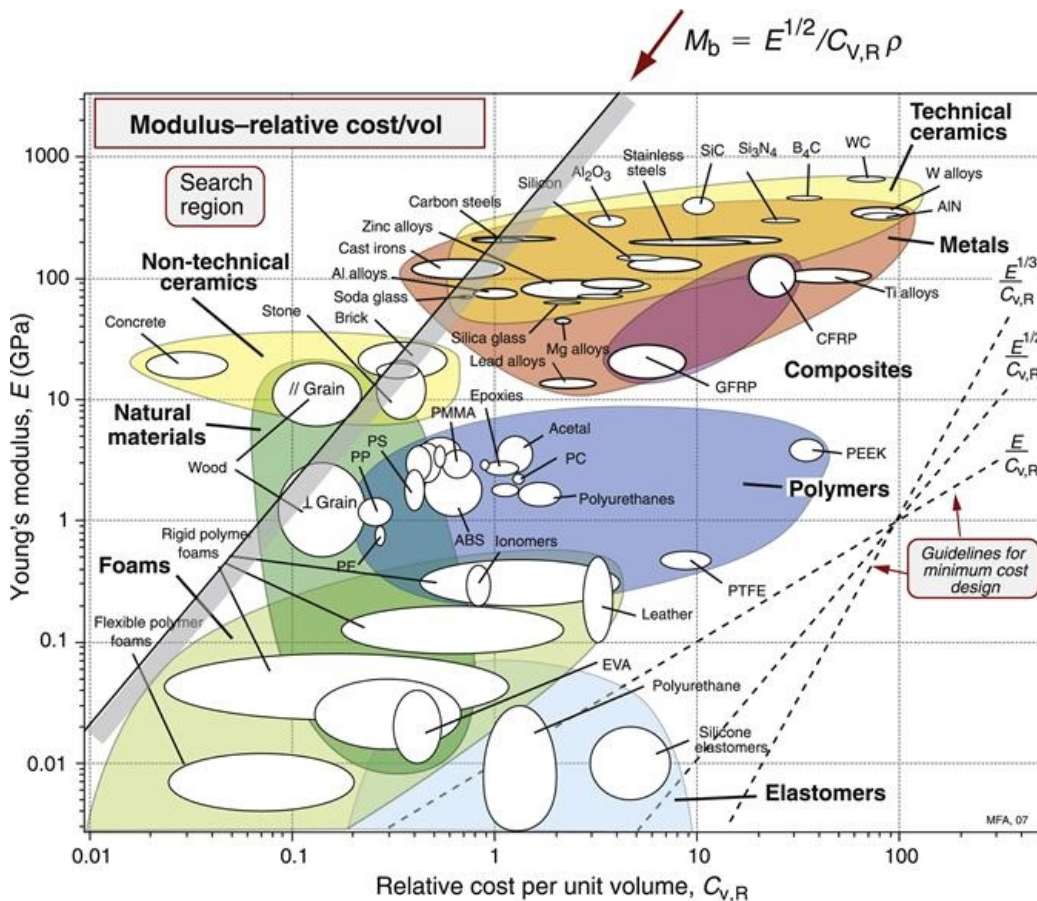 M_b = E^{1/2}/C_{V,R} ρ
Modulus–relative cost/vol
Search
region
Technical
ceramics
1000
100
10
1
0.1
0.01
Young's modulus, E (GPa)
WC
B₄C
Si₃N₄
SiC
Stainless
steels
Al₂O₃
Silicon
W alloys
AlN
Carbon steels
Zinc alloys
Cast irons
Al alloys
Soda glass
Metals
Non-technical
ceramics
Stone
Brick
Concrete
Silica glass
Mg alloys
Lead alloys
Ti alloys
CFRP
GFRP
Composites
E^{1/3}
C_{v,R}
E^{1/2}
C_{v,R}
E
C_{v,R}
// Grain
Natural
materials
Wood
⊥ Grain
PS
PP
PMMA
Epoxies
Acetal
PC
PEEK
Polymers
Polyurethanes
ABS
PE
Ionomers
PTFE
Guidelines for
minimum cost
design
Rigid polymer
foams
Foams
Flexible polymer
foams
Leather
EVA
Polyurethane
Silicone
elastomers
Elastomers
MFA, 07
0.01
0.1
1
10
100
Relative cost per unit volume, C_{v,R}